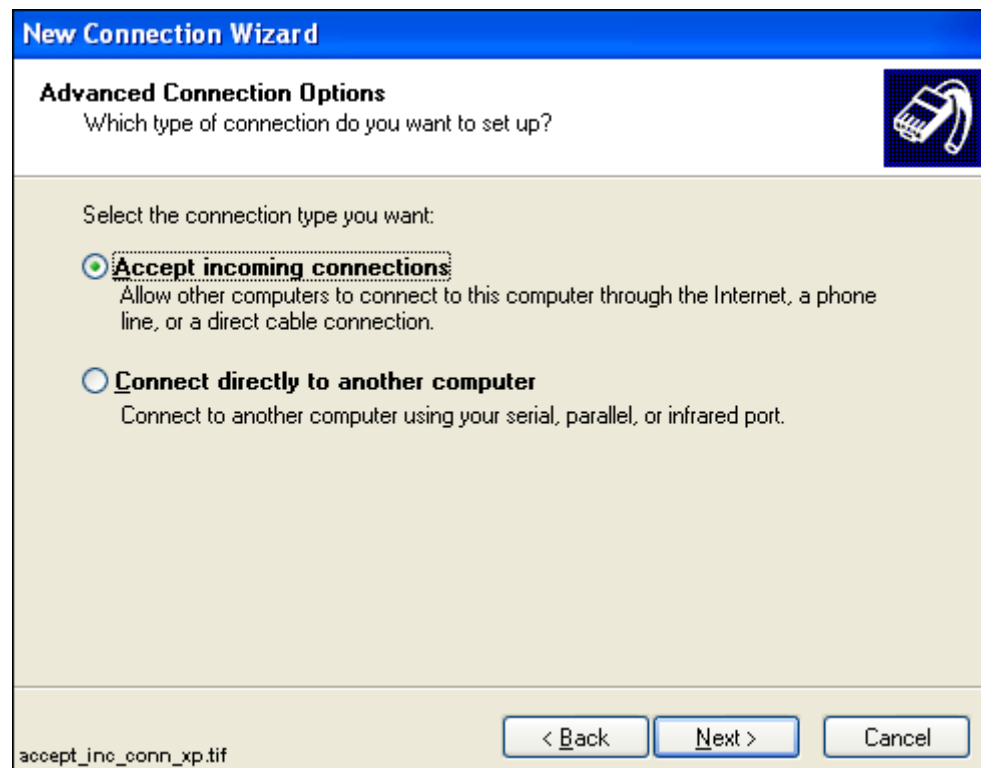 New Connection Wizard
Advanced Connection Options
Which type of connection do you want to set up?
Select the connection type you want:
Accept incoming connections
Allow other computers to connect to this computer through the Internet, a phone
line, or a direct cable connection.
Connect directly to another computer
Connect to another computer using your serial, parallel, or infrared port.
< Back Next > Cancel
accept_inc_conn_xp.tif